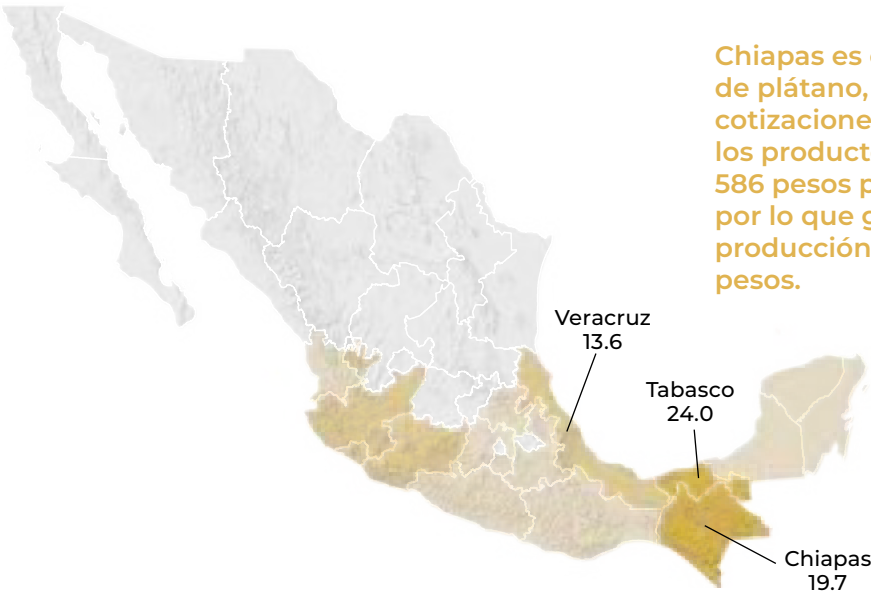 Chiapas es
de plátano,
cotizacione
los product
586 pesos p
por lo que g
producción
pesos.
Veracruz
13.6
Tabasco
24.0
Chiapas
19.7